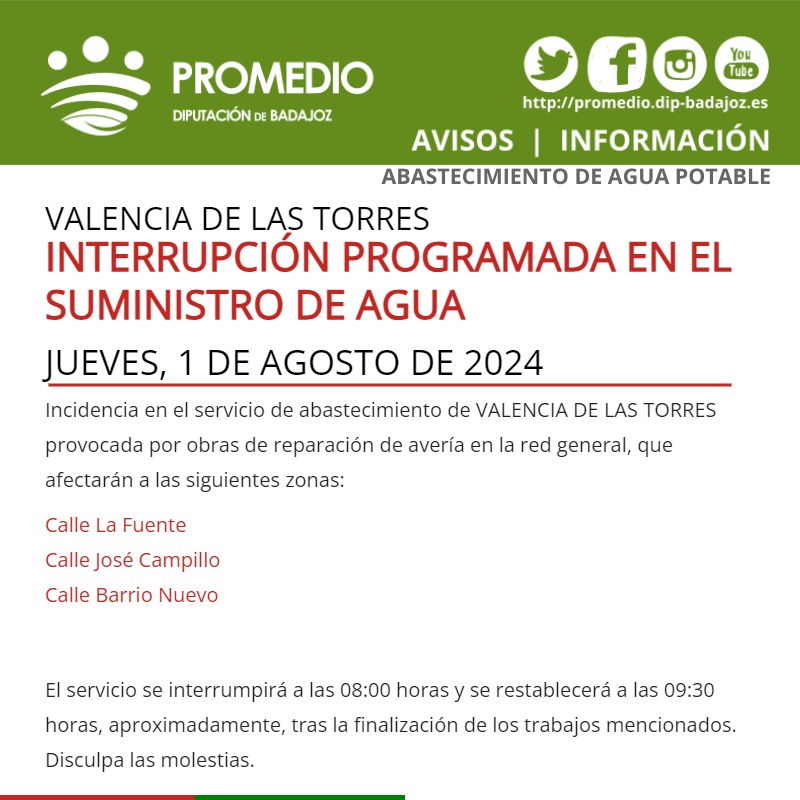 PROMEDIO
DIPUTACIÓN DE BADAJOZ
You
Tube
http://promedio.dip-badajoz.es
AVISOS | INFORMACIÓN
ABASTECIMIENTO DE AGUA POTABLE
VALENCIA DE LAS TORRES
INTERRUPCIÓN PROGRAMADA EN EL
SUMINISTRO DE AGUA
JUEVES, 1 DE AGOSTO DE 2024
Incidencia en el servicio de abastecimiento de VALENCIA DE LAS TORRES
provocada por obras de reparación de avería en la red general, que
afectarán a las siguientes zonas:
Calle La Fuente
Calle José Campillo
Calle Barrio Nuevo
El servicio se interrumpirá a las 08:00 horas y se restablecerá a las 09:30
horas, aproximadamente, tras la finalización de los trabajos mencionados.
Disculpa las molestias.